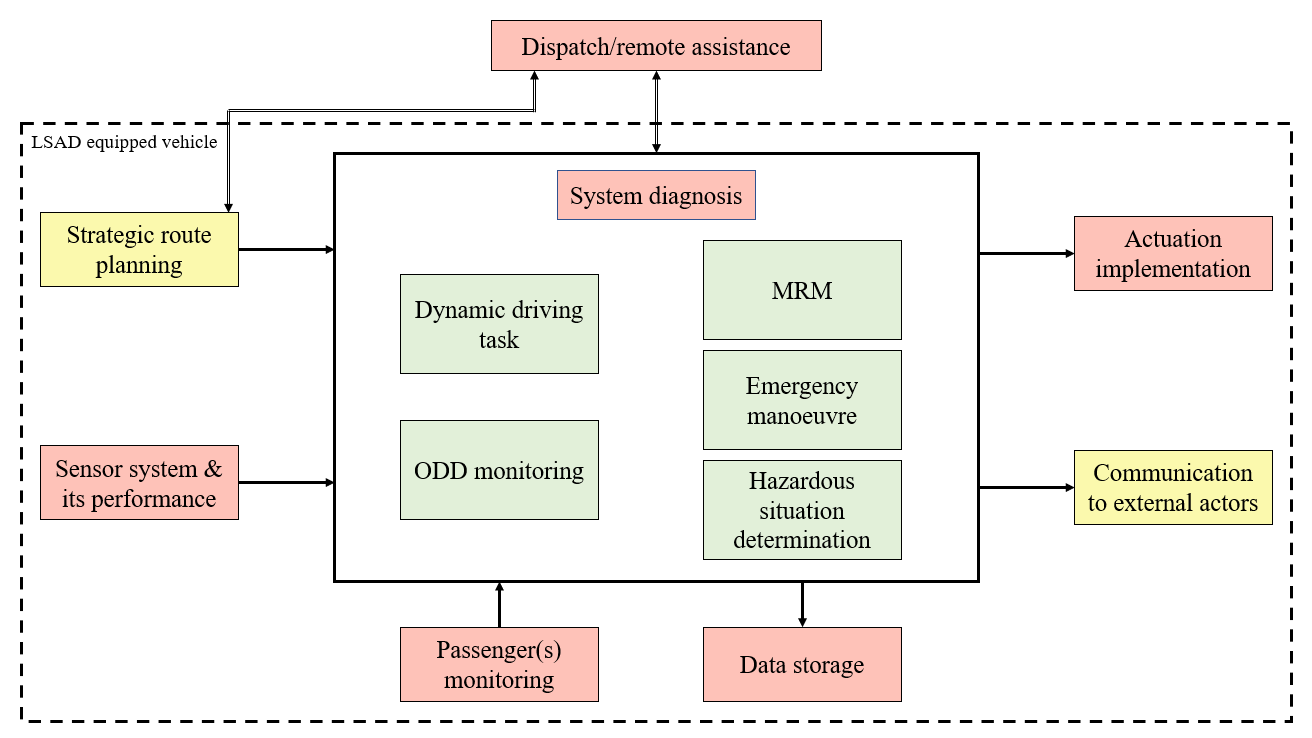 Dispatch/remote assistance
LSAD equipped vehicle
System diagnosis
Strategic route
planning
Actuation
implementation
MRM
Dynamic driving
task
Emergency
manoeuvre
ODD monitoring
Sensor system &
its performance
Hazardous
situation
determination
Communication
to external actors
Passenger(s)
monitoring
Data storage